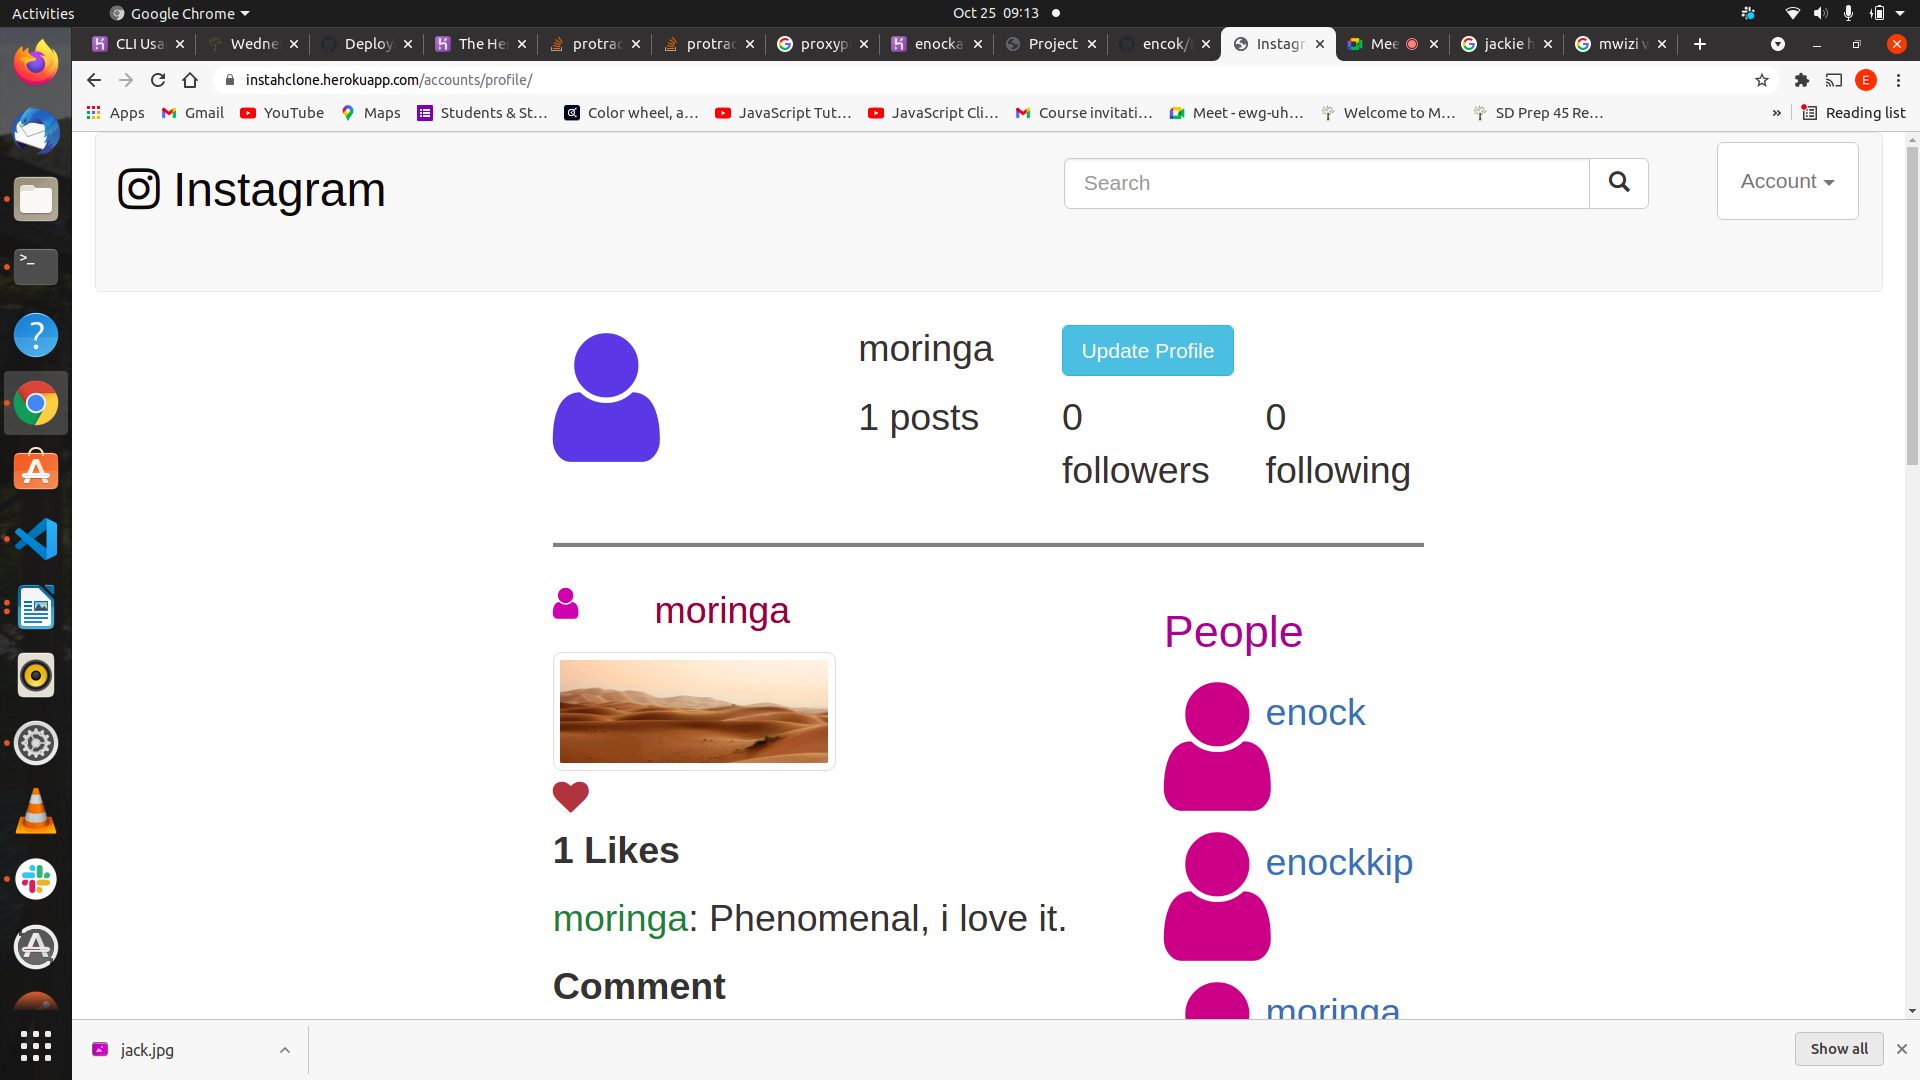 Activities
Google Chrome
Oct 25 09:13
CLI Usa
Wedne
Deploy
The He
protrac
protrac
proxyp
enocka
Project
encok/
Instagr
Mee
jackie h
mwizi w
instahclone.herokuapp.com/accounts/profile/
E
Apps
Gmail
YouTube
Maps
Students & St…
Color wheel, a…
JavaScript Tut…
JavaScript Cli…
Course invitati…
Meet - ewg-uh…
Welcome to M…
SD Prep 45 Re…
»
Reading list
Instagram
Search
Account
moringa
Update Profile
1 posts
0 followers
0 following
moringa
People
enock
1 Likes
enockkip
moringa: Phenomenal, i love it.
Comment
moringa
jack.jpg
Show all